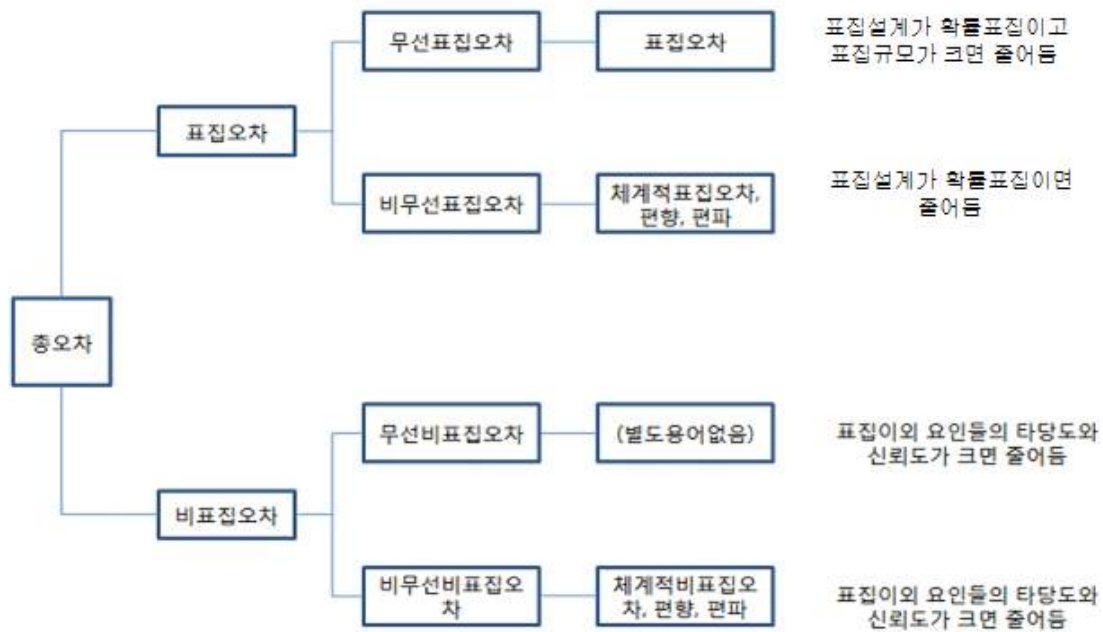 무선표집오차
표집오차
표집설계가 확률표집이고
표집규모가 크면 줄어듬
표집오차
비무선표집오차
체계적표집오차,
편향, 편파
표집설계가 확률표집이면
줄어듬
총오차
무선비표집오차
(별도용어없음)
표집이외 요인들의 타당도와
신뢰도가 크면 줄어듬
비표집오차
비무선비표집오
차
체계적비표집오
차, 편향, 편파
표집이외 요인들의 타당도와
신뢰도가 크면 줄어듬